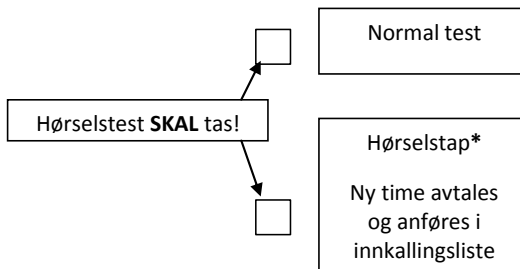 Normal test
Hørselstest SKAL tas!
Hørselstap*
Ny time avtales
og anføres i
innkallingsliste